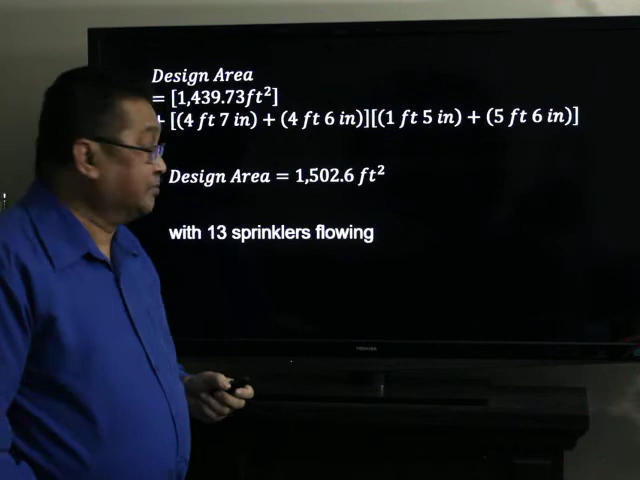 Design Area
= [1,439.73ft²]
+ [(4 ft 7 in) + (4 ft 6 in)][(1 ft 5 in) + (5 ft 6 in)]
Design Area = 1,502.6 ft²
with 13 sprinklers flowing
TOSHIBA